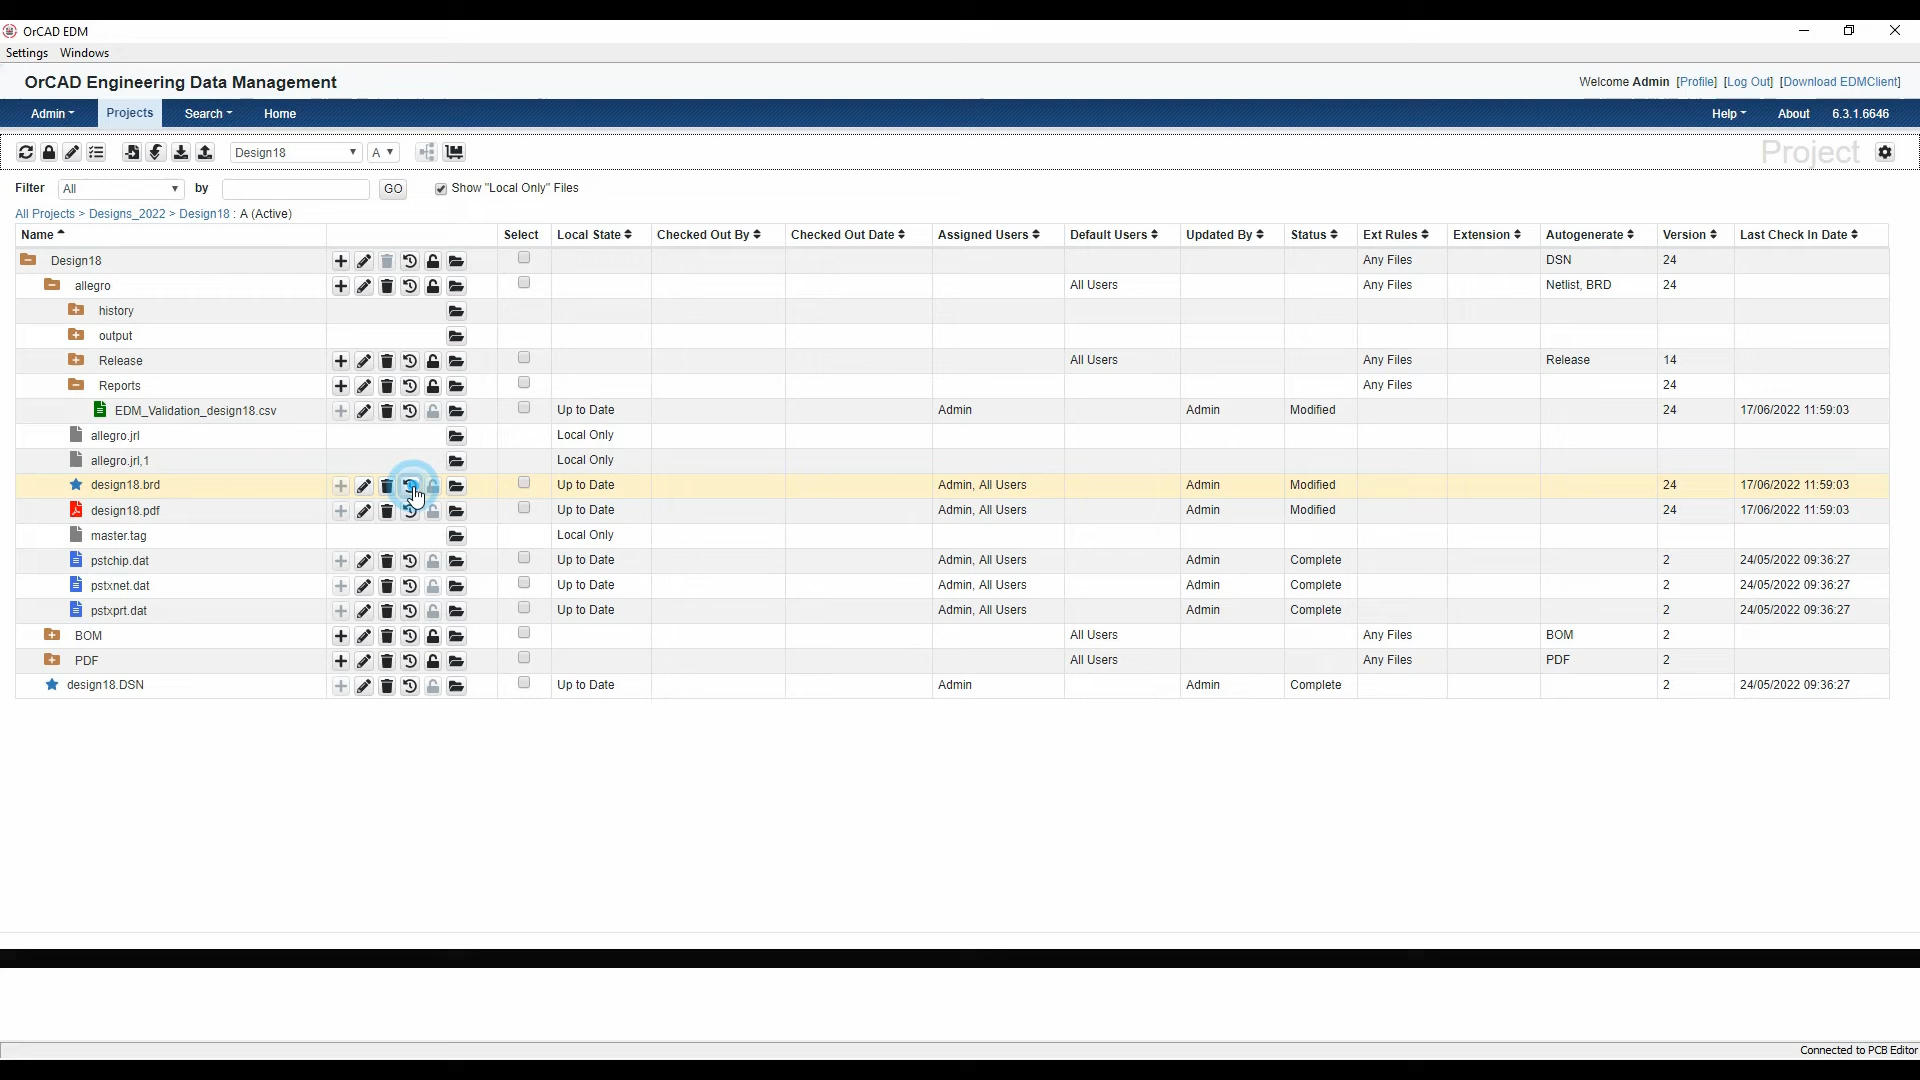 OrCAD EDM
Settings Windows
OrCAD Engineering Data Management
Welcome Admin [Profile] [Log Out] [Download EDMClient]
Admin Projects Search Home Help About 6.3.1.6646
Design18 A Project
Filter All by GO Show "Local Only" Files
All Projects > Designs_2022 > Design18 : A (Active)
Name Select Local State Checked Out By Checked Out Date Assigned Users Default Users Updated By Status Ext Rules Extension Autogenerate Version Last Check In Date
Design18 Any Files DSN 24
allegro All Users Any Files Netlist, BRD 24
history
output
Release All Users Any Files Release 14
Reports Any Files 24
EDM_Validation_design18.csv Up to Date Admin Admin Modified 24 17/06/2022 11:59:03
allegro.jrl Local Only
allegro.jrl,1 Local Only
design18.brd Up to Date Admin, All Users Admin Modified 24 17/06/2022 11:59:03
design18.pdf Up to Date Admin, All Users Admin Modified 24 17/06/2022 11:59:03
master.tag Local Only
pstchip.dat Up to Date Admin, All Users Admin Complete 2 24/05/2022 09:36:27
pstxnet.dat Up to Date Admin, All Users Admin Complete 2 24/05/2022 09:36:27
pstxprt.dat Up to Date Admin, All Users Admin Complete 2 24/05/2022 09:36:27
BOM All Users Any Files BOM 2
PDF All Users Any Files PDF 2
design18.DSN Up to Date Admin Admin Complete 2 24/05/2022 09:36:27
Connected to PCB Editor